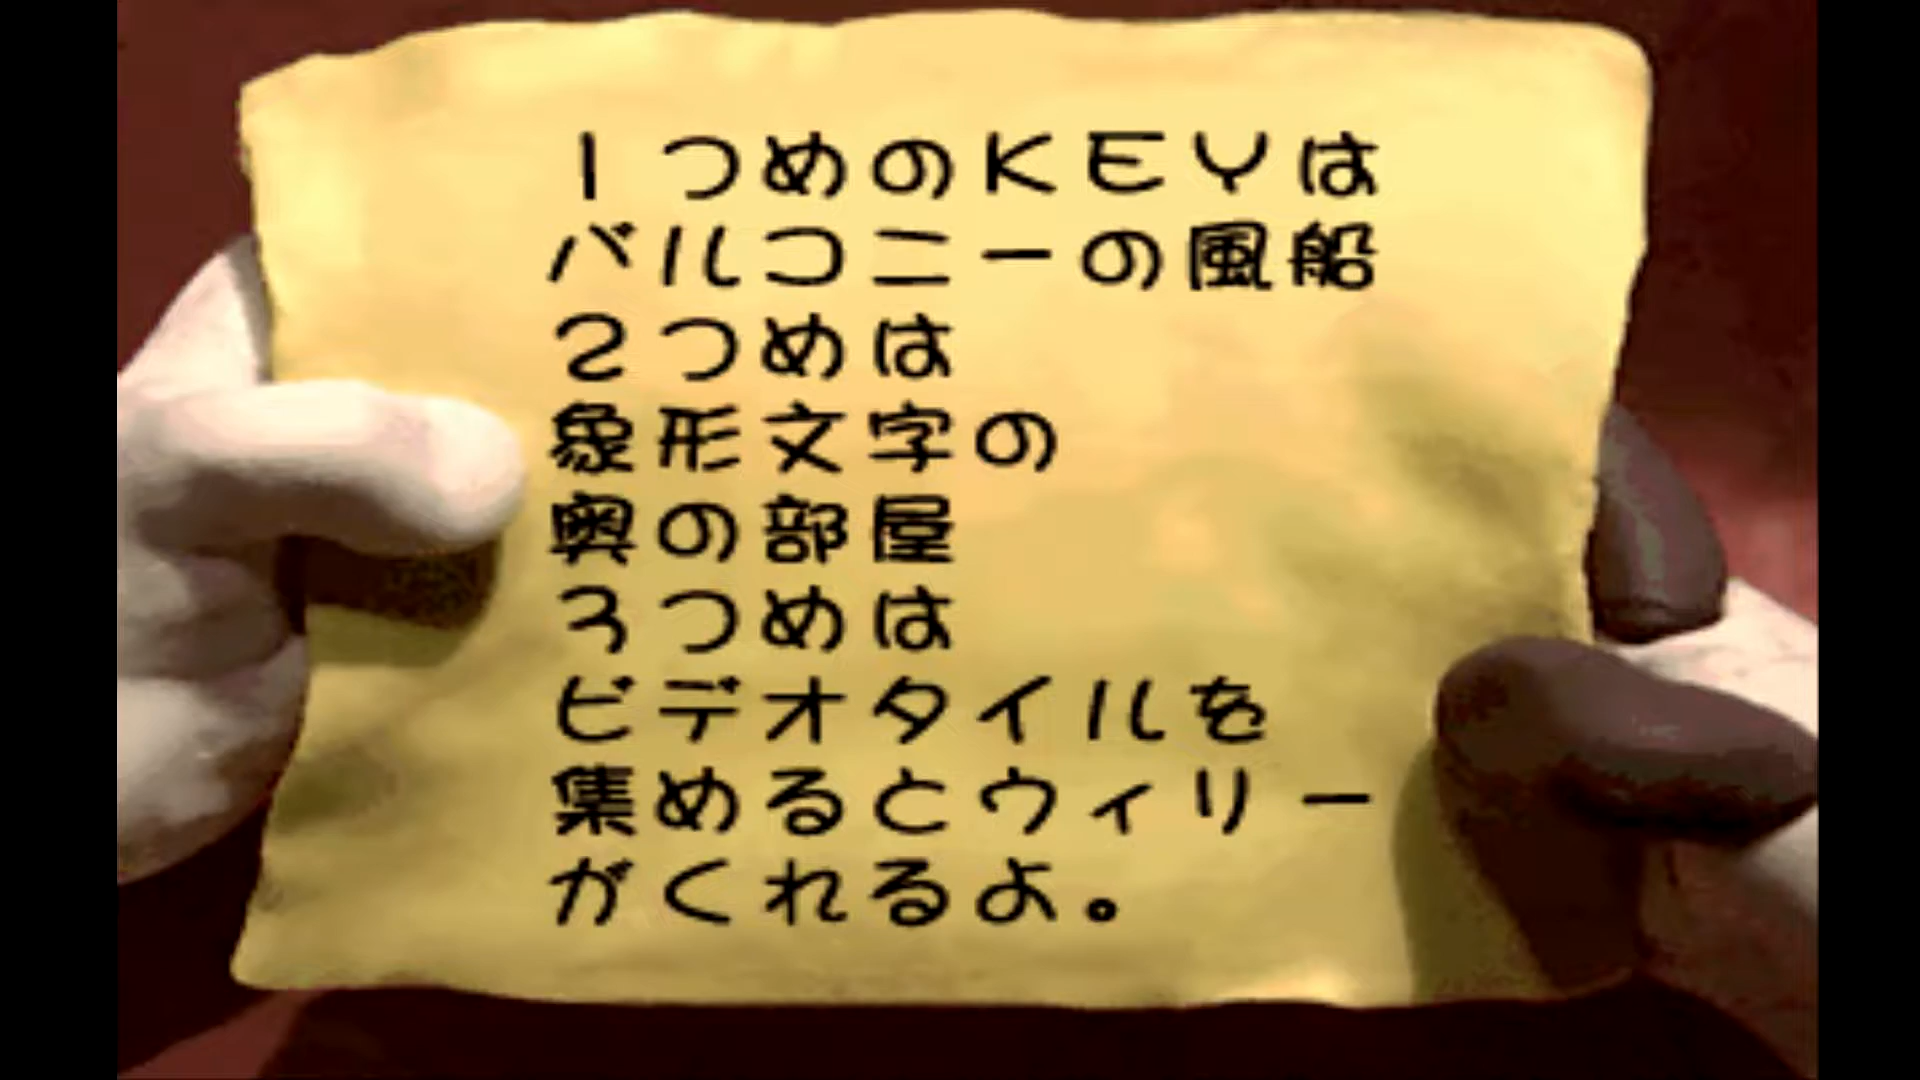 １つめのＫＥＹは
バルコニーの風船
２つめは
象形文字の
奥の部屋
３つめは
ビデオタイルを
集めるとウィリー
がくれるよ。